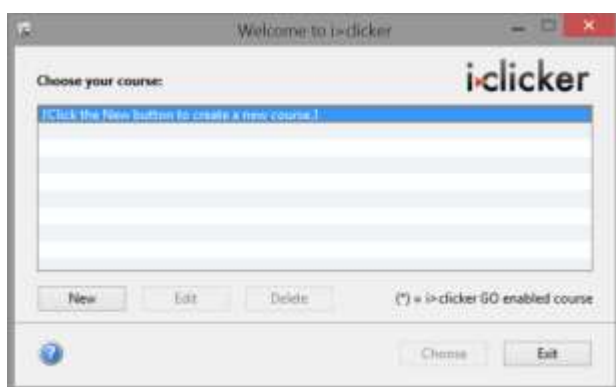 Welcome to i>clicker
Choose your course:
i>clicker
[Click the New button to create a new course.]
New Edit Delete (*) = i>clicker GO enabled course
? Choose Exit